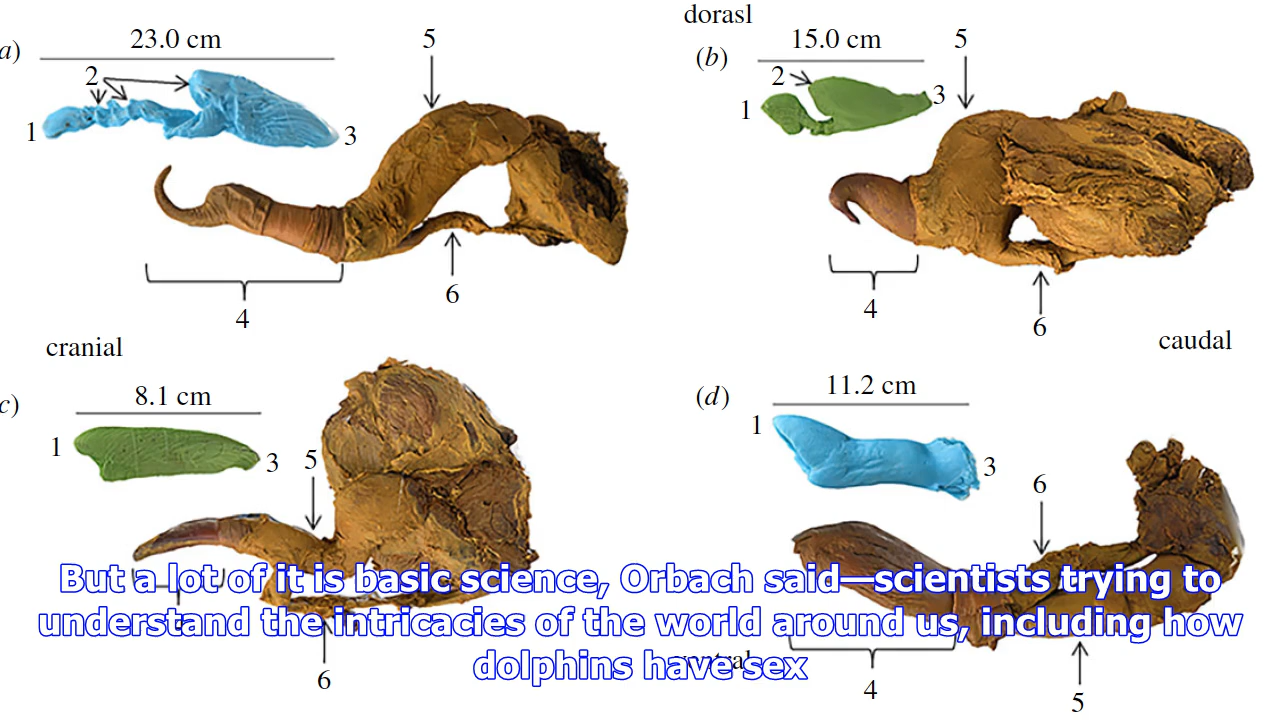 dorasl
a)
23.0 cm
5
2
1
3
4
6
(b)
15.0 cm
5
2
1
3
4
6
cranial
caudal
c)
8.1 cm
1
3
5
6
(d)
11.2 cm
1
3
6
4
5
But a lot of it is basic science, Orbach said—scientists trying to
understand the intricacies of the world around us, including how
dolphins have sex